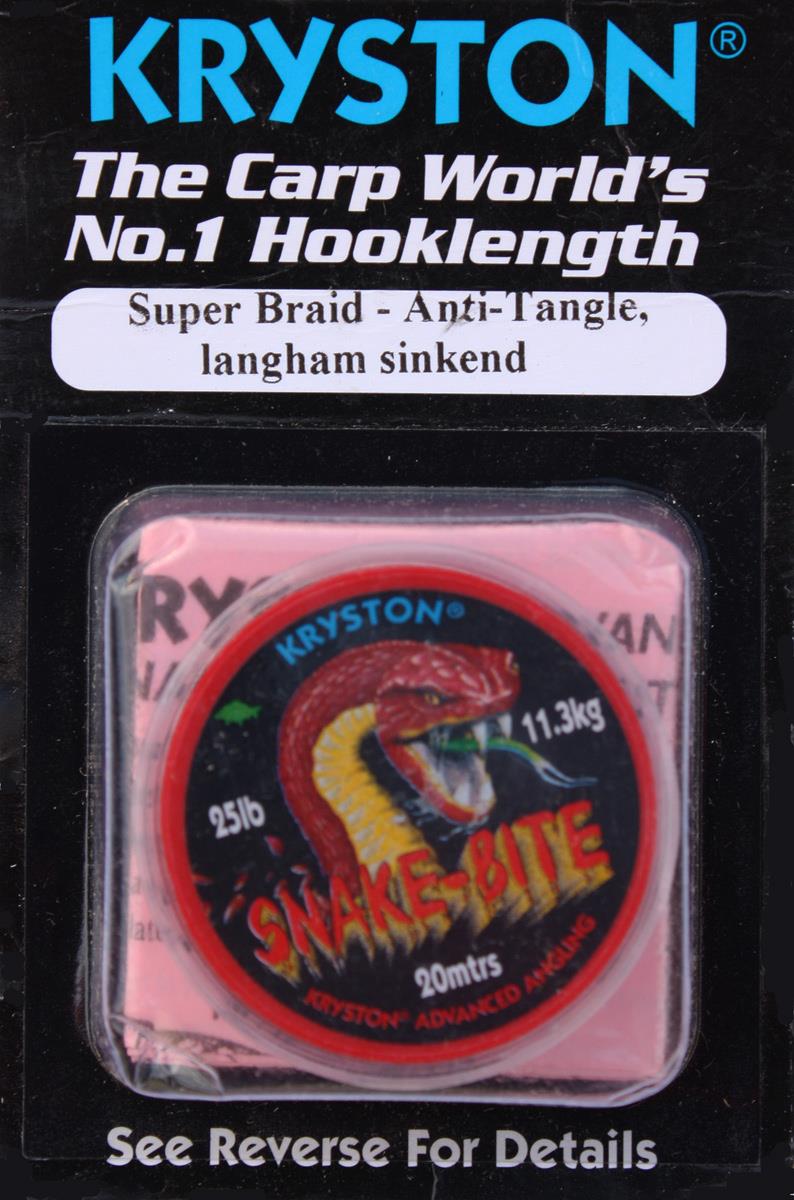 KRYSTON®
The Carp World's
No.1 Hooklength
Super Braid - Anti-Tangle,
langham sinkend
KRYSTON®
11.3kg
25lb
SNAKE-BITE
20mtrs
KRYSTON® ADVANCED ANGLING
See Reverse For Details